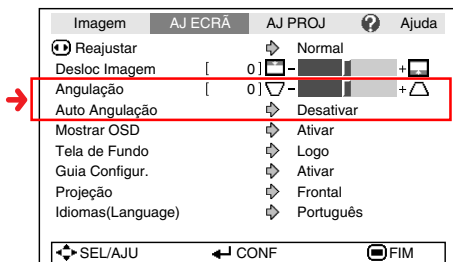 Imagem AJ ECRÃ AJ PROJ ? Ajuda
Reajustar Normal
Desloc Imagem [ 0 ] - +
Angulação [ 0 ] - +
Auto Angulação Desativar
Mostrar OSD Ativar
Tela de Fundo Logo
Guia Configur. Ativar
Projeção Frontal
Idiomas(Language) Português
SEL/AJU CONF FIM